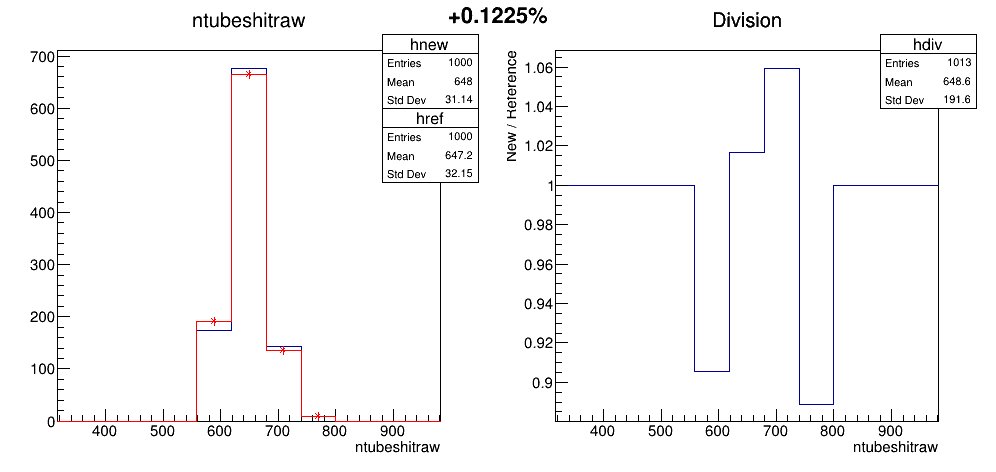 +0.1225%
ntubeshitraw
hnew
Entries 1000
Mean 648
Std Dev 31.14
href
Entries 1000
Mean 647.2
Std Dev 32.15
700
600
500
400
300
200
100
0
400 500 600 700 800 900
ntubeshitraw
Division
hdiv
Entries 1013
Mean 648.6
Std Dev 191.6
New / Reference
1.06
1.04
1.02
1
0.98
0.96
0.94
0.92
0.9
400 500 600 700 800 900
ntubeshitraw